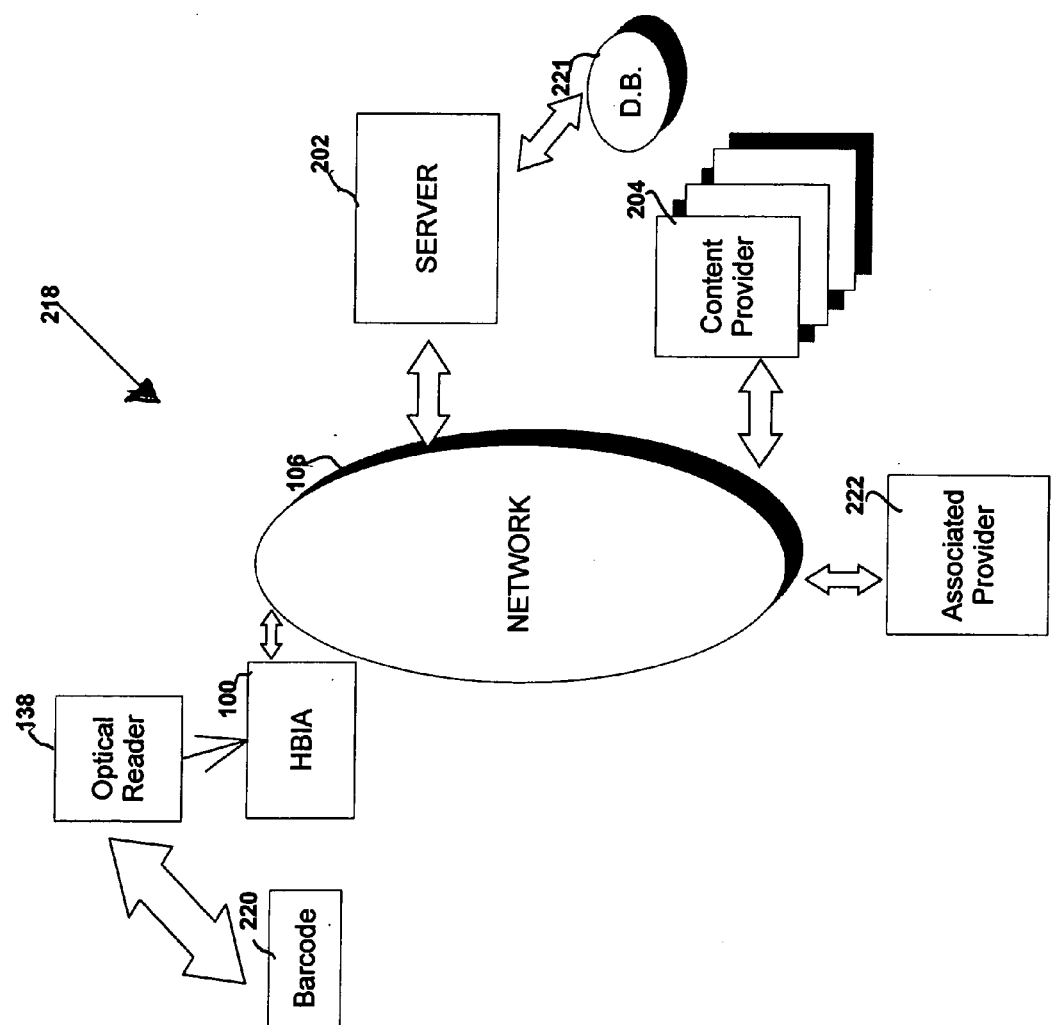 218
138
Optical
Reader
220
Barcode
100
HBIA
106
NETWORK
202
SERVER
221
D.B.
204
Content
Provider
222
Associated
Provider